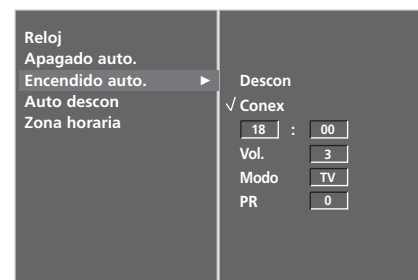 Reloj
Apagado auto.
Encendido auto. ►
Auto descon
Zona horaria
Descon
√ Conex
18 : 00
Vol. 3
Modo TV
PR 0